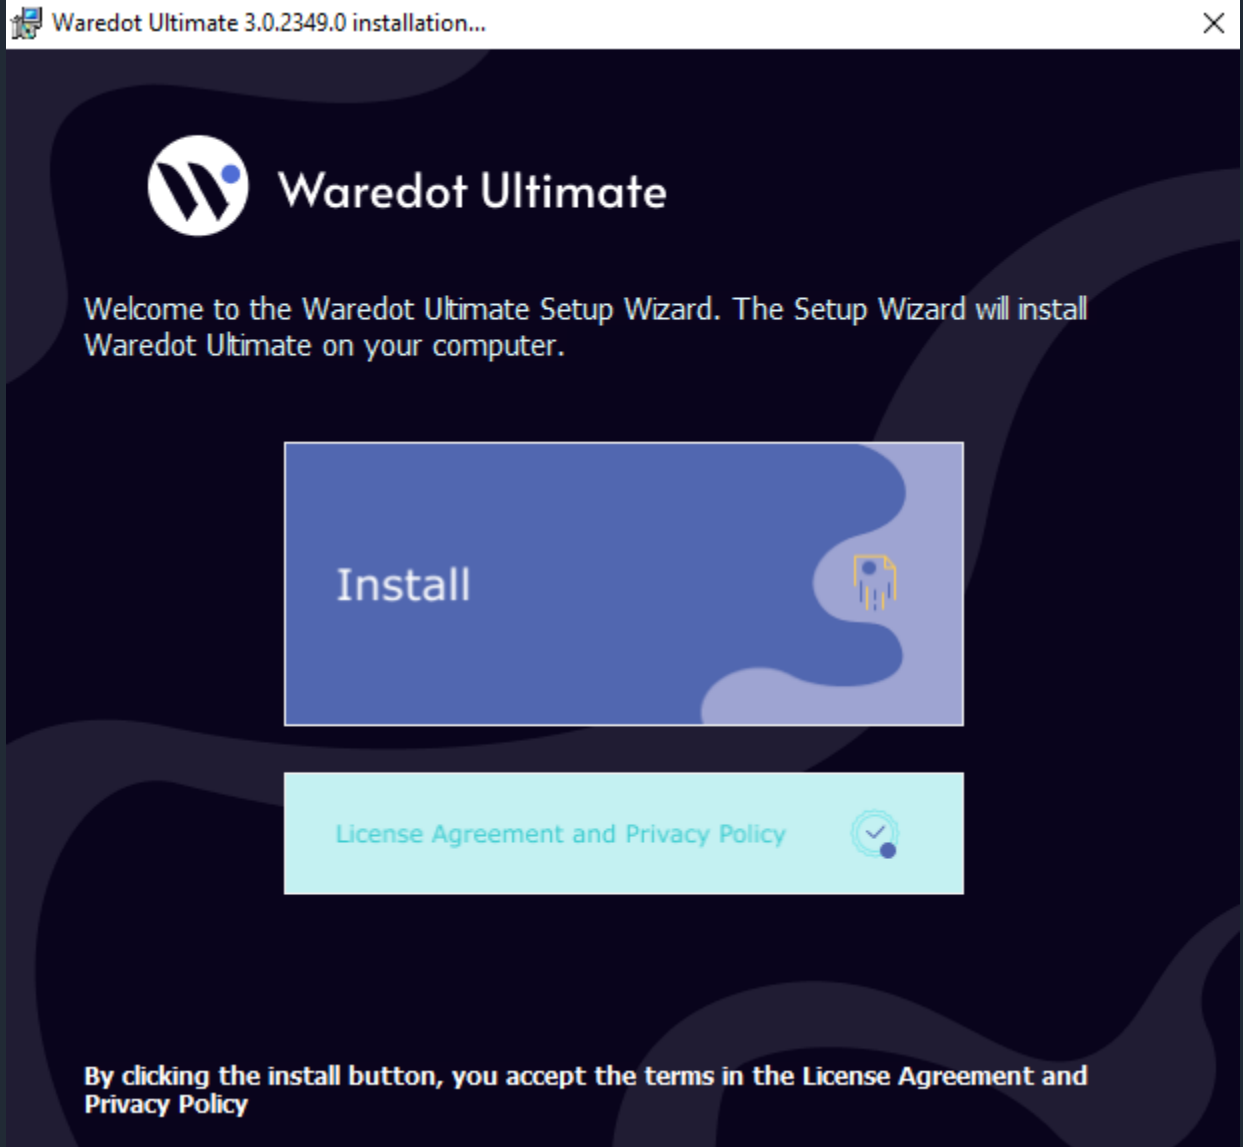 Waredot Ultimate 3.0.2349.0 installation...
Waredot Ultimate
Welcome to the Waredot Ultimate Setup Wizard. The Setup Wizard will install
Waredot Ultimate on your computer.
Install
License Agreement and Privacy Policy
By clicking the install button, you accept the terms in the License Agreement and
Privacy Policy